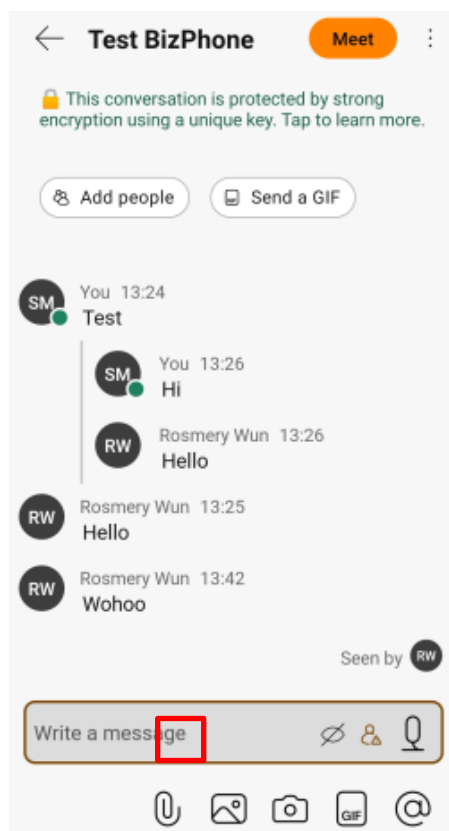 Test BizPhone
Meet
This conversation is protected by strong
encryption using a unique key. Tap to learn more.
Add people
Send a GIF
SM
You 13:24
Test
SM
You 13:26
Hi
RW
Rosmery Wun 13:26
Hello
RW
Rosmery Wun 13:25
Hello
RW
Rosmery Wun 13:42
Wohoo
Seen by RW
Write a message
GIF